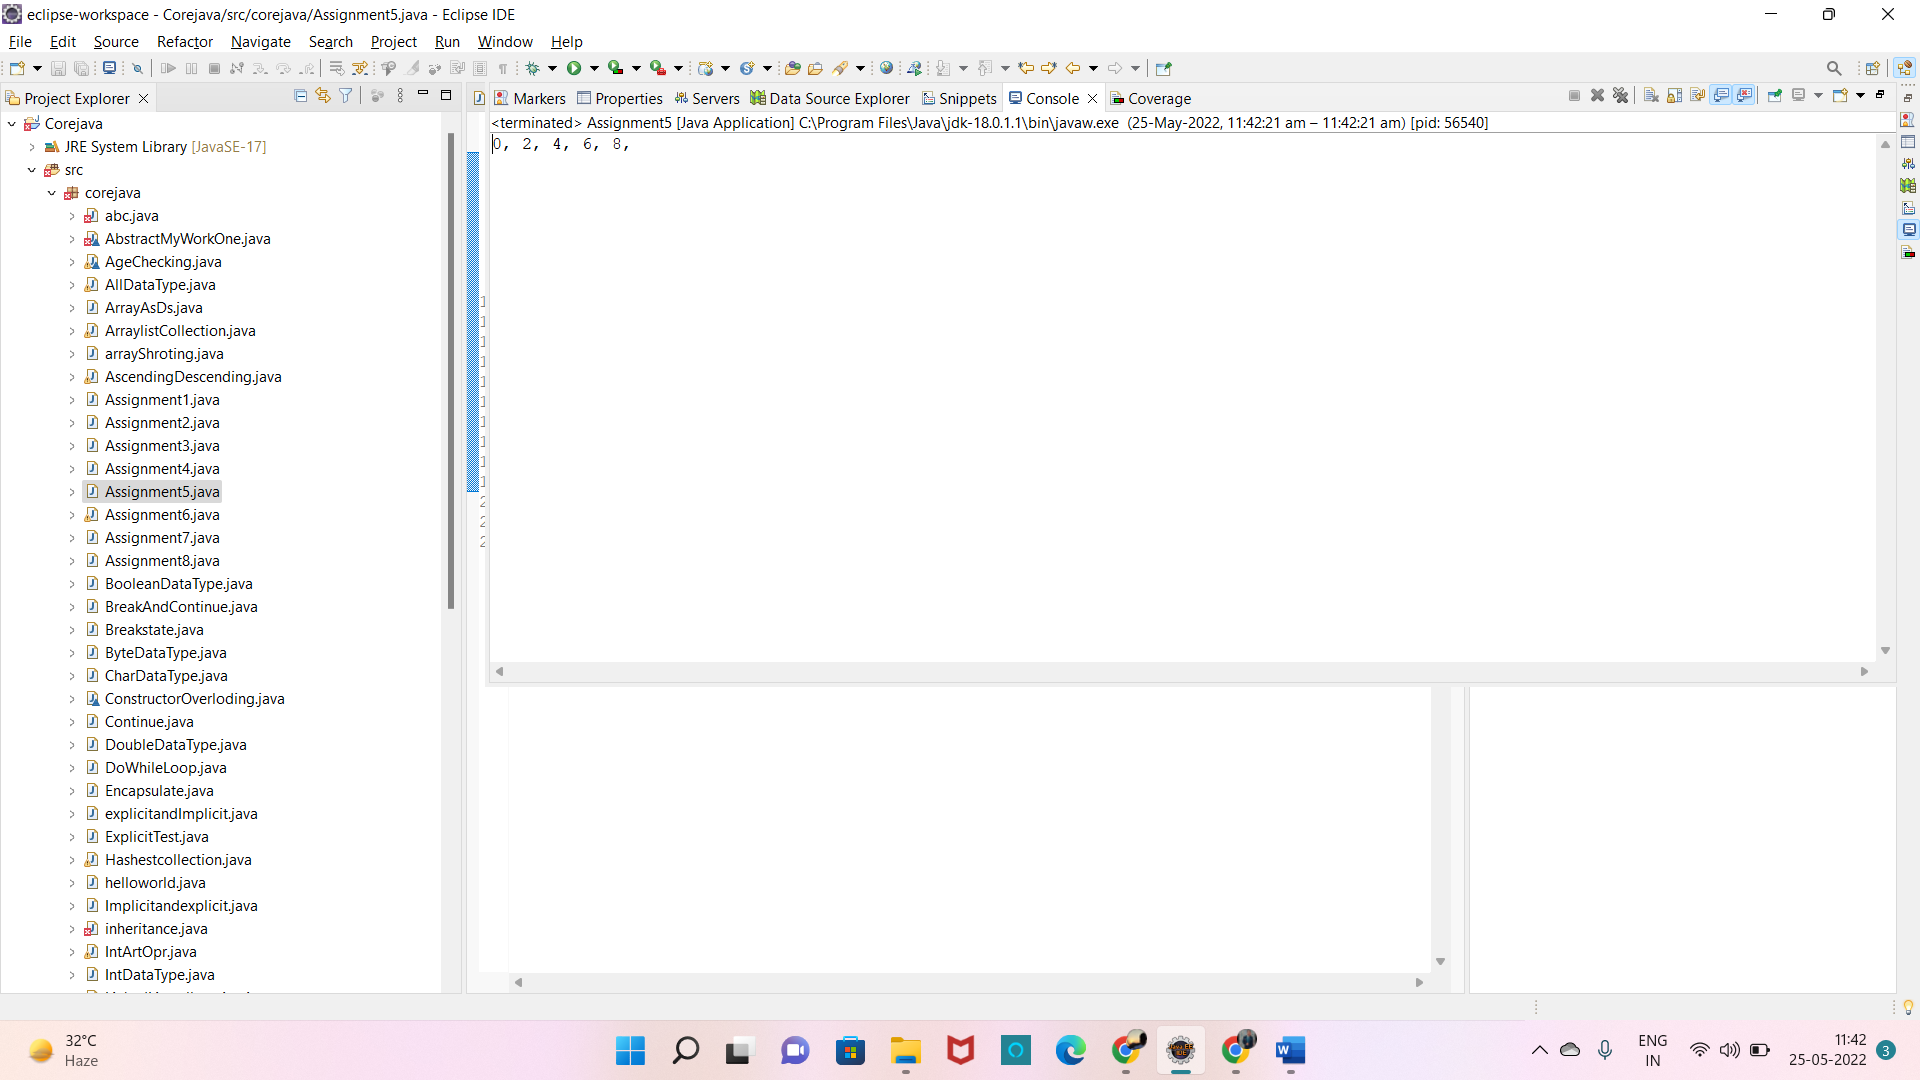 eclipse-workspace - Corejava/src/corejava/Assignment5.java - Eclipse IDE
File Edit Source Refactor Navigate Search Project Run Window Help
Project Explorer
Markers Properties Servers Data Source Explorer Snippets Console Coverage
<terminated> Assignment5 [Java Application] C:\Program Files\Java\jdk-18.0.1.1\bin\javaw.exe (25-May-2022, 11:42:21 am – 11:42:21 am) [pid: 56540]
0, 2, 4, 6, 8,
Corejava
JRE System Library [JavaSE-17]
src
corejava
abc.java
AbstractMyWorkOne.java
AgeChecking.java
AllDataType.java
ArrayAsDs.java
ArraylistCollection.java
arrayShroting.java
AscendingDescending.java
Assignment1.java
Assignment2.java
Assignment3.java
Assignment4.java
Assignment5.java
Assignment6.java
Assignment7.java
Assignment8.java
BooleanDataType.java
BreakAndContinue.java
Breakstate.java
ByteDataType.java
CharDataType.java
ConstructorOverloding.java
Continue.java
DoubleDataType.java
DoWhileLoop.java
Encapsulate.java
explicitandImplicit.java
ExplicitTest.java
Hashestcollection.java
helloworld.java
Implicitandexplicit.java
inheritance.java
IntArtOpr.java
IntDataType.java
32°C
Haze
ENG
IN
11:42
25-05-2022
3